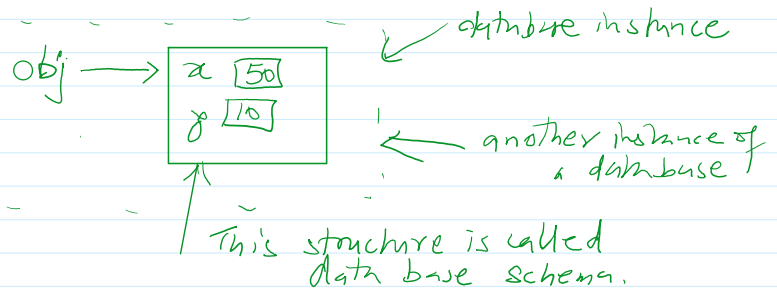 database instance
obj
x 50
y 10
another instance of
a database
This structure is called
data base schema.